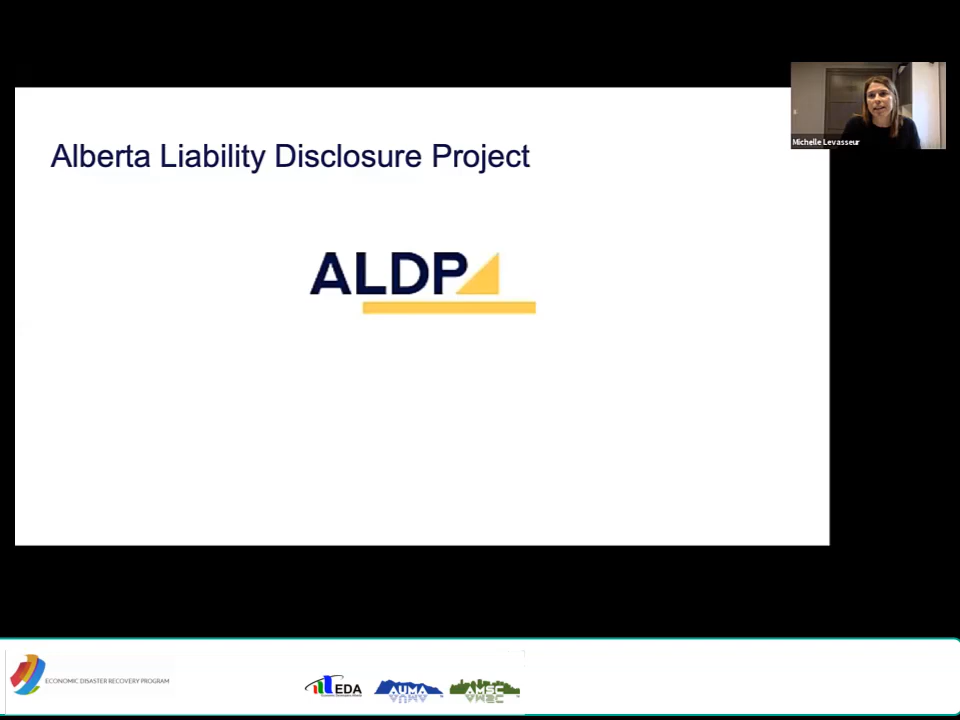 Alberta Liability Disclosure Project
ALDP
Michelle Levasseur
ECONOMIC DISASTER RECOVERY PROGRAM
EDA
AUMA
AMSC